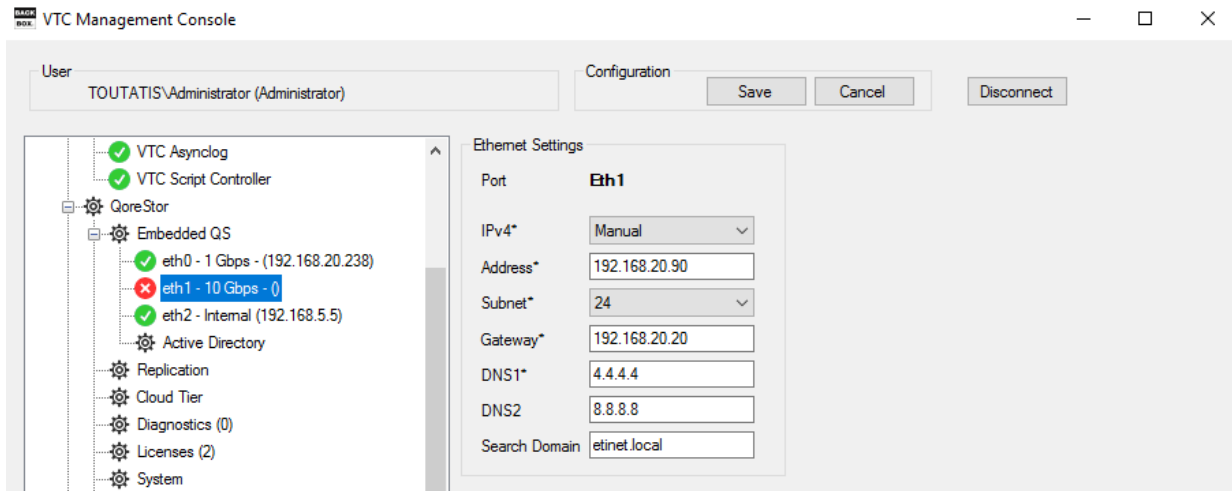 BACK
BOX.
VTC Management Console
User
TOUTATIS\Administrator (Administrator)
Configuration
Save
Cancel
Disconnect
VTC Asynclog
VTC Script Controller
QoreStor
Embedded QS
eth0 - 1 Gbps - (192.168.20.238)
eth1 - 10 Gbps - ()
eth2 - Internal (192.168.5.5)
Active Directory
Replication
Cloud Tier
Diagnostics (0)
Licenses (2)
System
Ethernet Settings
Port Eth1
IPv4* Manual
Address* 192.168.20.90
Subnet* 24
Gateway* 192.168.20.20
DNS1* 4.4.4.4
DNS2 8.8.8.8
Search Domain etinet.local